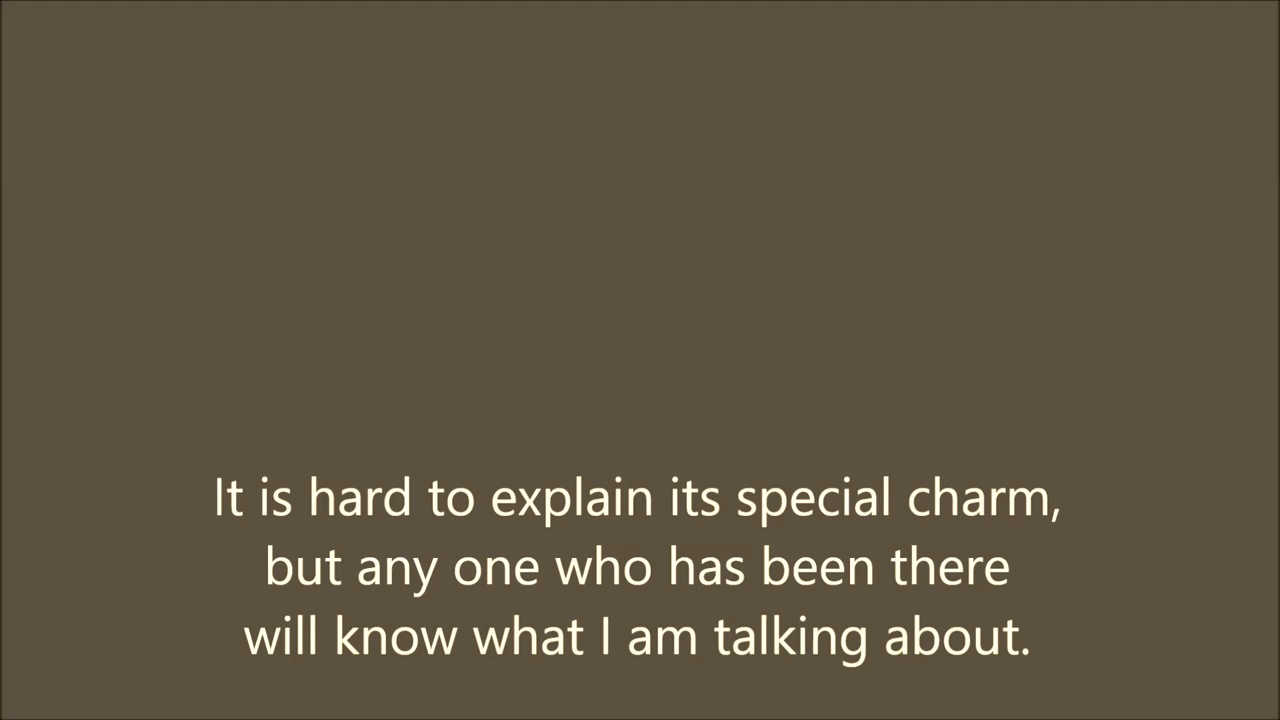 It is hard to explain its special charm,
but any one who has been there
will know what I am talking about.